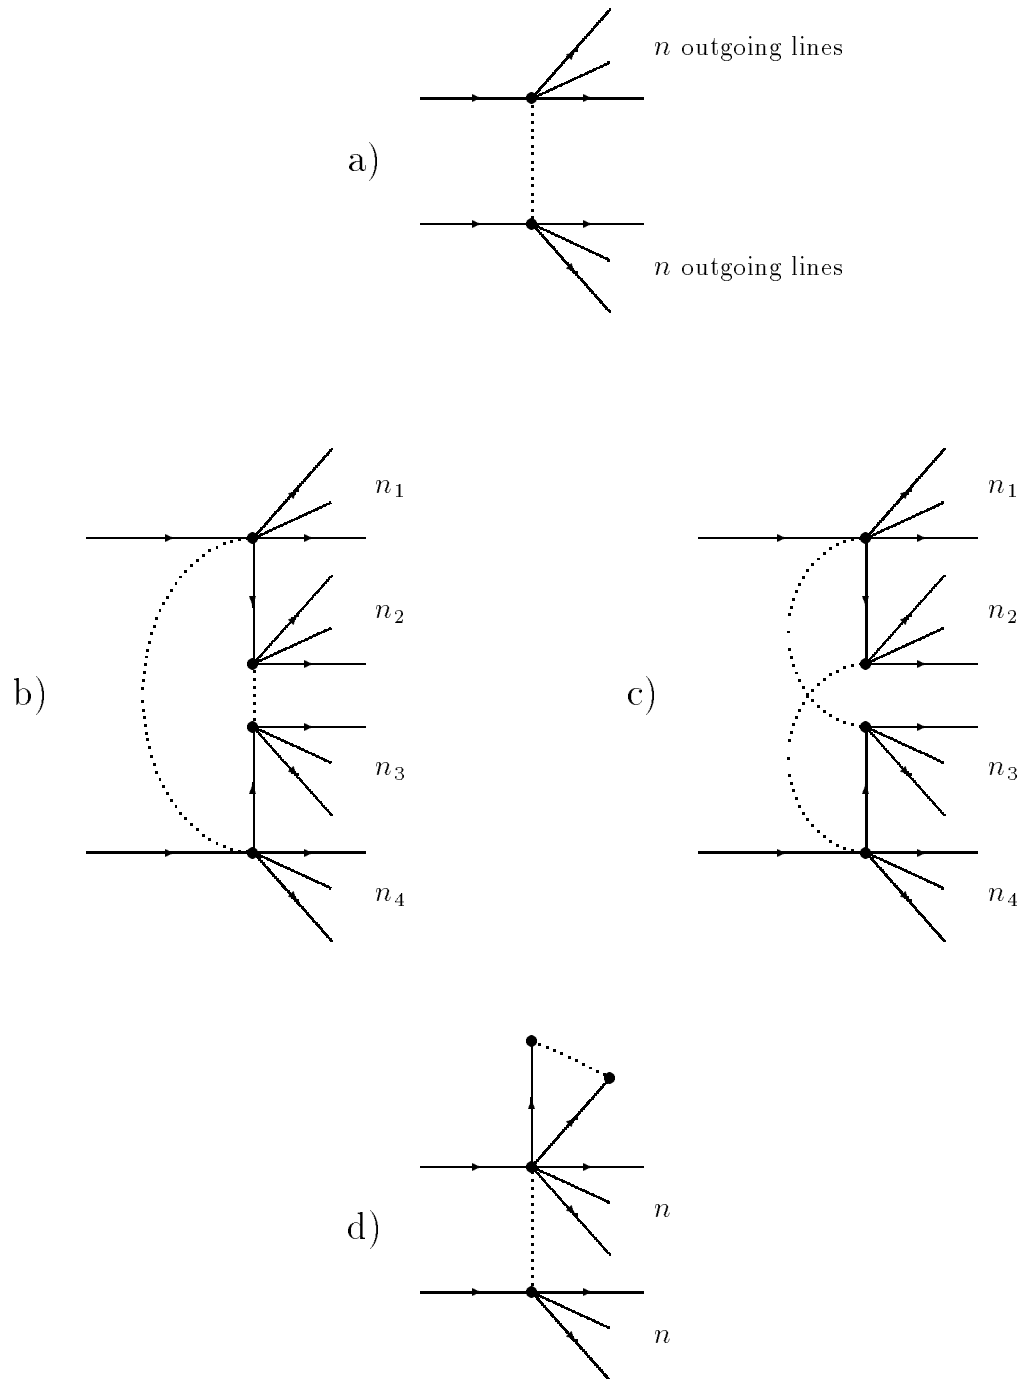 n outgoing lines
a)
n outgoing lines
n₁
n₂
b)
n₃
n₄
n₁
n₂
c)
n₃
n₄
d)
n
n